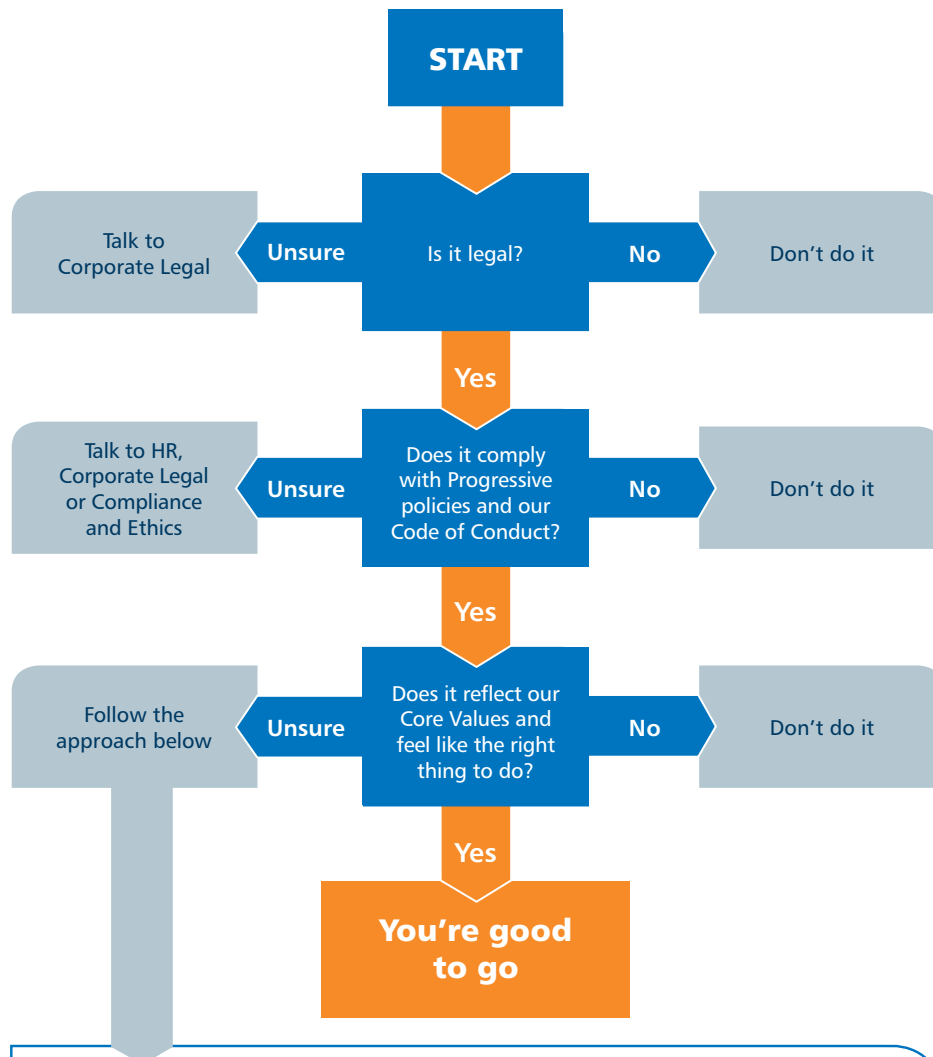 START
Talk to
Corporate Legal
Unsure
Is it legal?
No
Don't do it
Yes
Talk to HR,
Corporate Legal
or Compliance
and Ethics
Unsure
Does it comply
with Progressive
policies and our
Code of Conduct?
No
Don't do it
Yes
Follow the
approach below
Unsure
Does it reflect our
Core Values and
feel like the right
thing to do?
No
Don't do it
Yes
You're good
to go